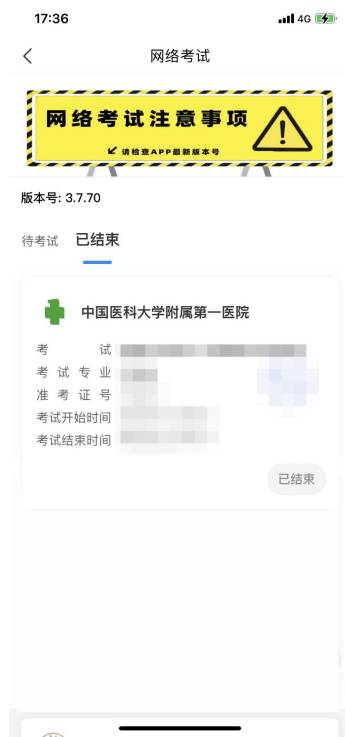 17:36
4G
网络考试
网络考试注意事项
请检查APP最新版本号
版本号: 3.7.70
待考试 已结束
中国医科大学附属第一医院
考试
考试专业
准考证号
考试开始时间
考试结束时间
已结束